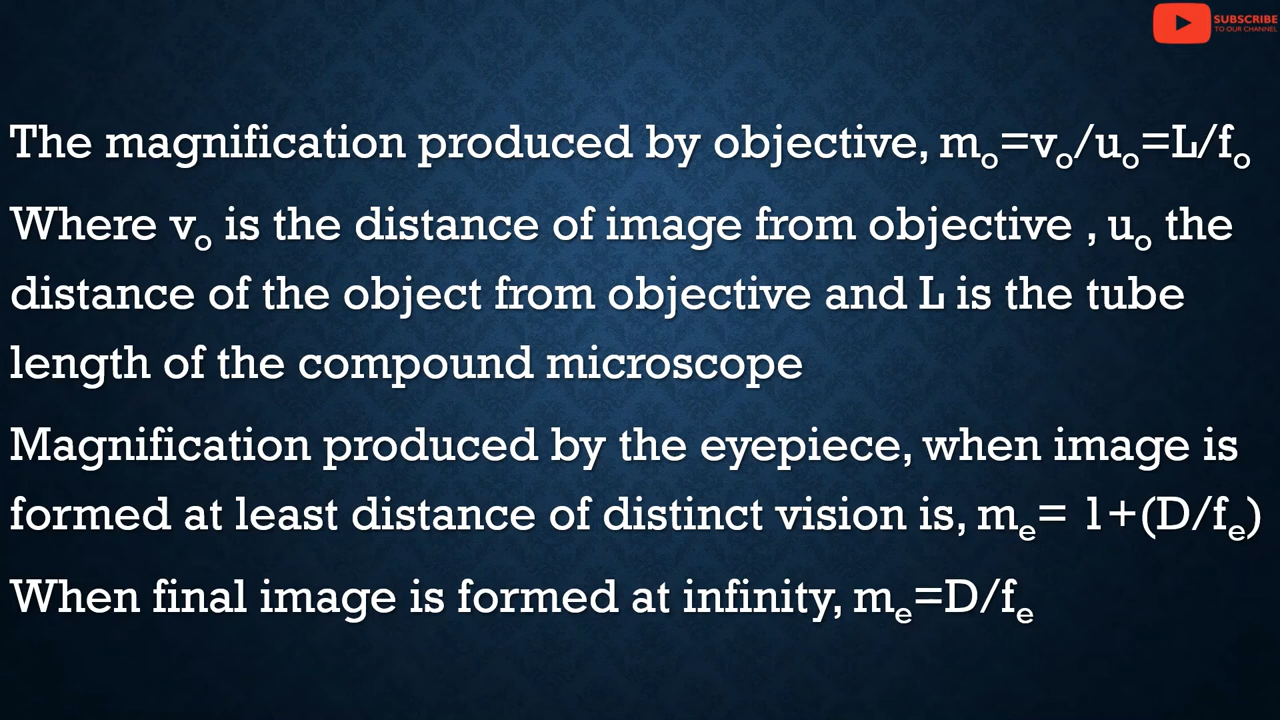 SUBSCRIBE
TO OUR CHANNEL
The magnification produced by objective, mₒ=vₒ/uₒ=L/fₒ
Where vₒ is the distance of image from objective , uₒ the
distance of the object from objective and L is the tube
length of the compound microscope
Magnification produced by the eyepiece, when image is
formed at least distance of distinct vision is, mₑ= 1+(D/fₑ)
When final image is formed at infinity, mₑ=D/fₑ